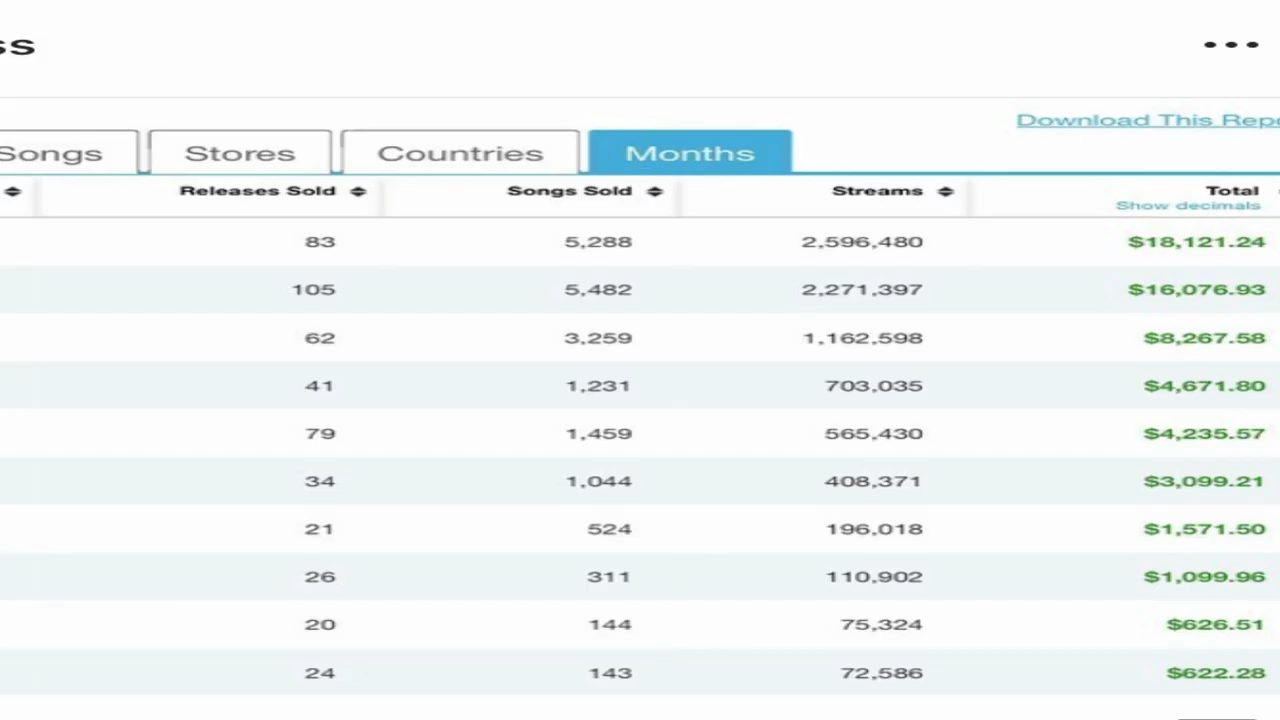 ss
Download This Rep
Songs Stores Countries Months
Releases Sold Songs Sold Streams Total
Show decimals
83 5,288 2,596,480 $18,121.24
105 5,482 2,271,397 $16,076.93
62 3,259 1,162,598 $8,267.58
41 1,231 703,035 $4,671.80
79 1,459 565,430 $4,235.57
34 1,044 408,371 $3,099.21
21 524 196,018 $1,571.50
26 311 110,902 $1,099.96
20 144 75,324 $626.51
24 143 72,586 $622.28